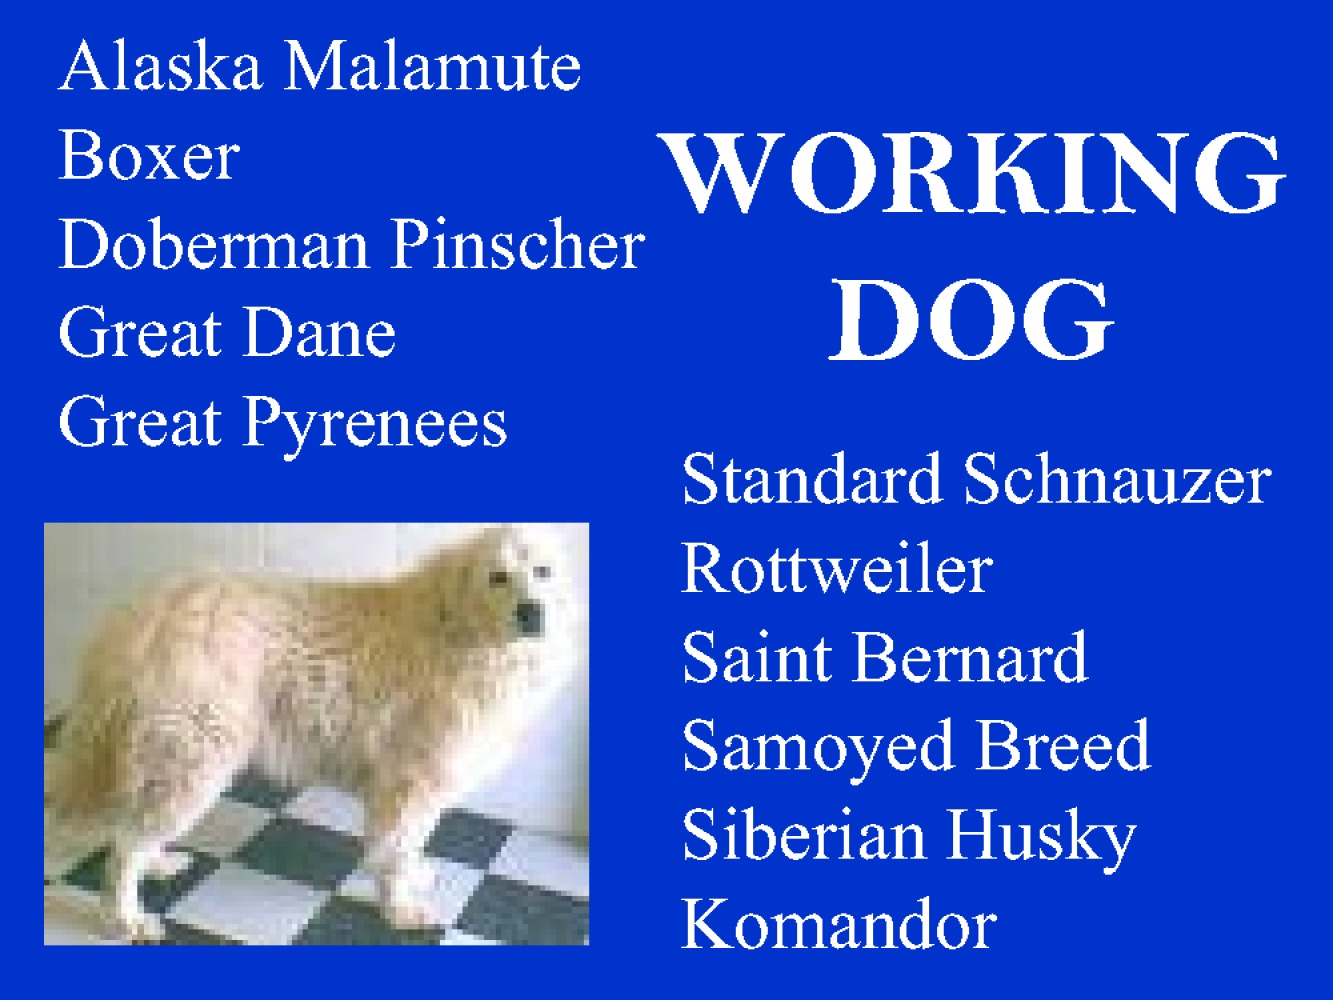 Alaska Malamute
Boxer
Doberman Pinscher
Great Dane
Great Pyrenees
WORKING
DOG
Standard Schnauzer
Rottweiler
Saint Bernard
Samoyed Breed
Siberian Husky
Komandor